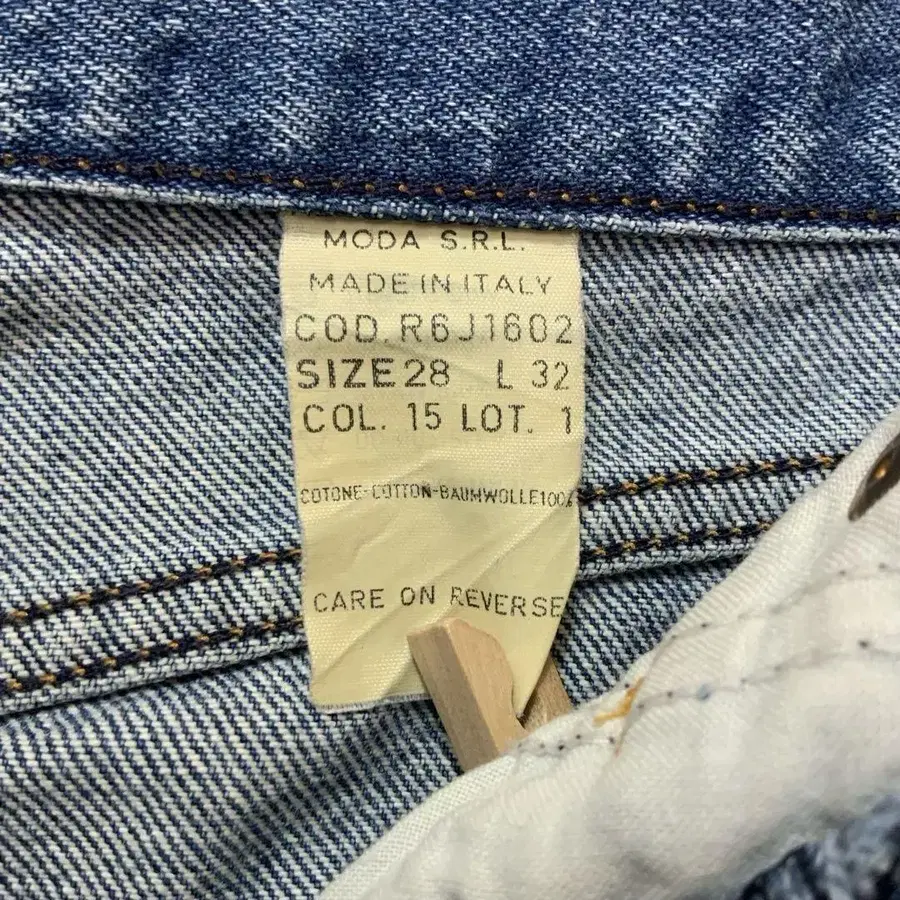 MODA S.R.L.
MADE IN ITALY
COD. R6J1602
SIZE 28 L 32
COL. 15 LOT. 1
COTONE-COTTON-BAUMWOLLE 100%
CARE ON REVERSE